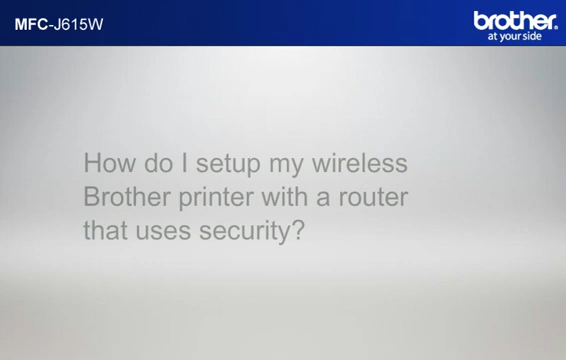 MFC-J615W
brother
at your side
How do I setup my wireless
Brother printer with a router
that uses security?